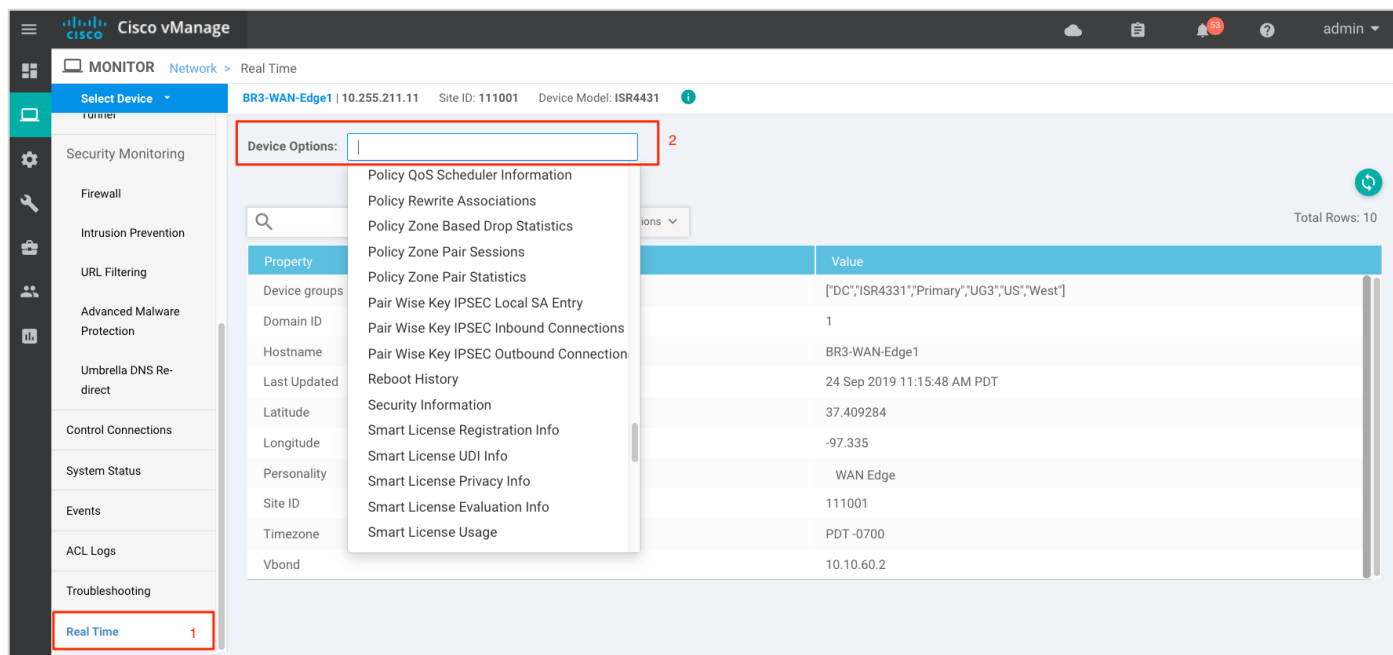 cisco Cisco vManage
53
admin
MONITOR Network > Real Time
Select Device
BR3-WAN-Edge1 | 10.255.211.11 Site ID: 111001 Device Model: ISR4431 i
Tunnel
Security Monitoring
Firewall
Intrusion Prevention
URL Filtering
Advanced Malware
Protection
Umbrella DNS Re-
direct
Control Connections
System Status
Events
ACL Logs
Troubleshooting
Real Time 1
Device Options: 2
Policy QoS Scheduler Information
Policy Rewrite Associations
Policy Zone Based Drop Statistics
Policy Zone Pair Sessions
Policy Zone Pair Statistics
Pair Wise Key IPSEC Local SA Entry
Pair Wise Key IPSEC Inbound Connections
Pair Wise Key IPSEC Outbound Connection
Reboot History
Security Information
Smart License Registration Info
Smart License UDI Info
Smart License Privacy Info
Smart License Evaluation Info
Smart License Usage
ions
Total Rows: 10
Property Value
Device groups ["DC","ISR4331","Primary","UG3","US","West"]
Domain ID 1
Hostname BR3-WAN-Edge1
Last Updated 24 Sep 2019 11:15:48 AM PDT
Latitude 37.409284
Longitude -97.335
Personality WAN Edge
Site ID 111001
Timezone PDT -0700
Vbond 10.10.60.2